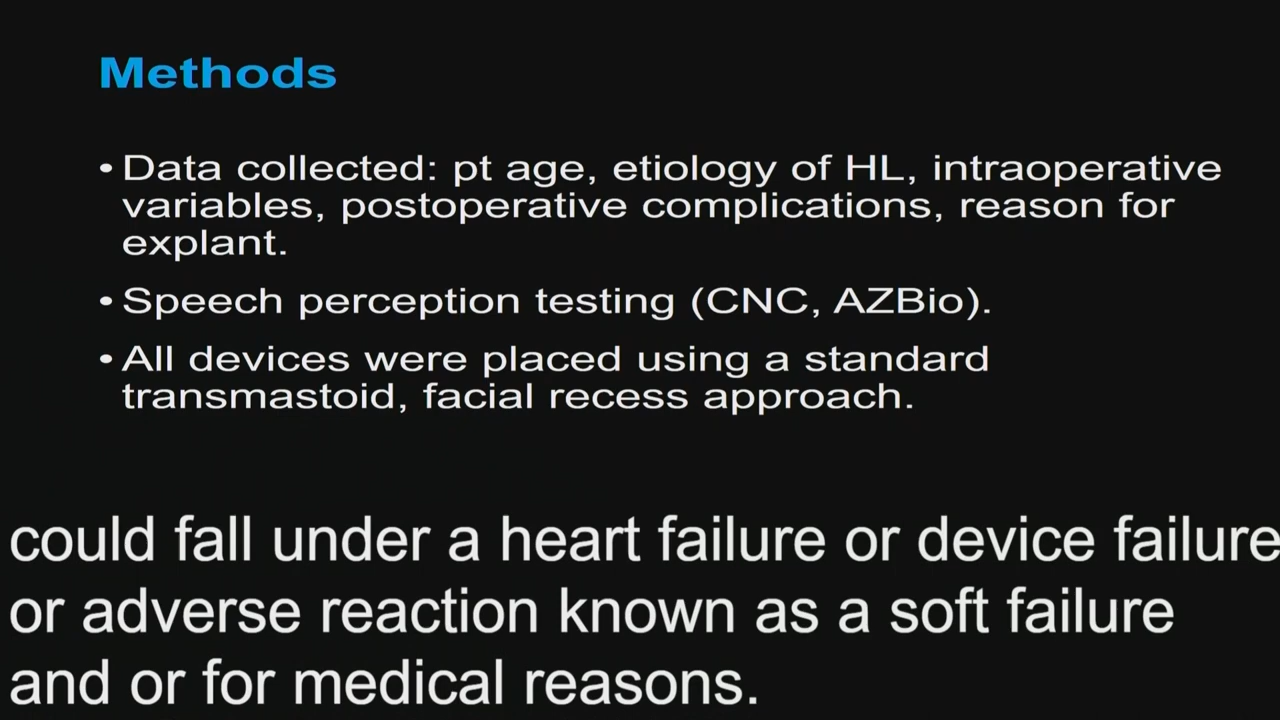 Methods
• Data collected: pt age, etiology of HL, intraoperative
variables, postoperative complications, reason for
explant.
• Speech perception testing (CNC, AZBio).
• All devices were placed using a standard
transmastoid, facial recess approach.
could fall under a heart failure or device failure
or adverse reaction known as a soft failure
and or for medical reasons.